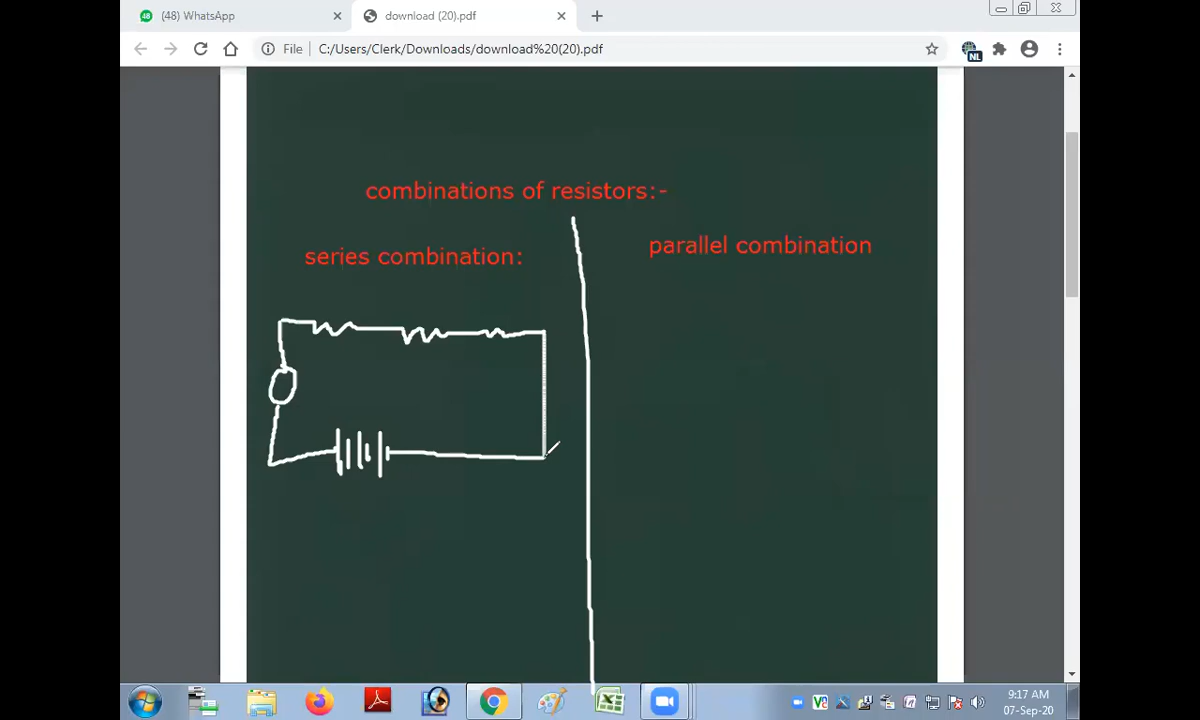 (48) WhatsApp
download (20).pdf
File
C:/Users/Clerk/Downloads/download%20(20).pdf
NL
combinations of resistors:-
series combination:
parallel combination
9:17 AM
07-Sep-20